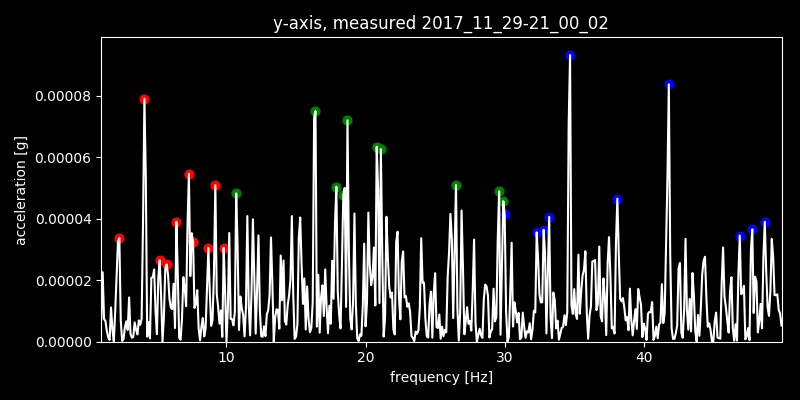 y-axis, measured 2017_11_29-21_00_02
0.00008
0.00006
0.00004
0.00002
0.00000
acceleration [g]
10 20 30 40
frequency [Hz]